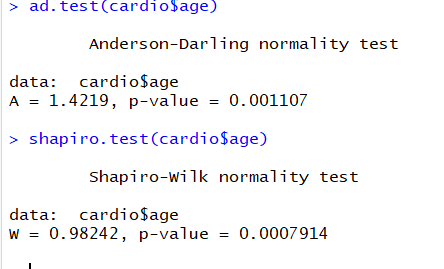 > ad.test(cardio$age)
Anderson-Darling normality test
data:  cardio$age
A = 1.4219, p-value = 0.001107
> shapiro.test(cardio$age)
Shapiro-Wilk normality test
data:  cardio$age
W = 0.98242, p-value = 0.0007914